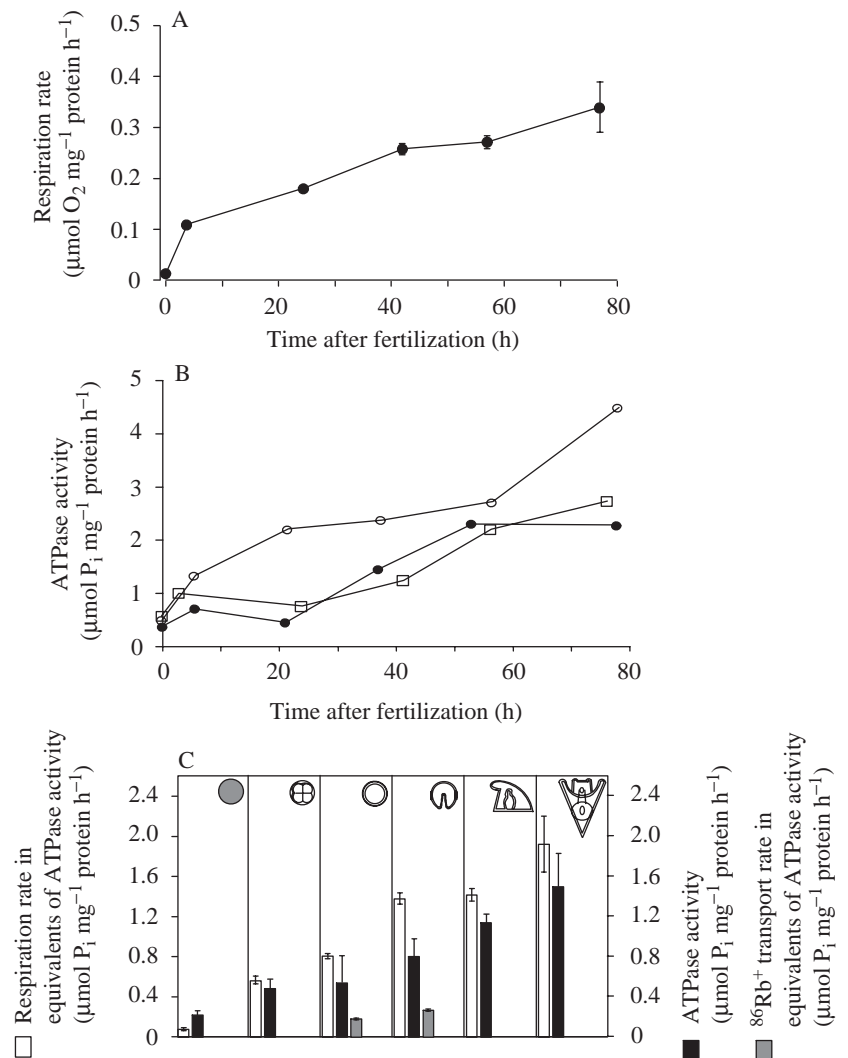 A
0.5
0.4
0.3
0.2
0.1
0
Respiration rate
(μmol O2 mg−1 protein h−1)
0 20 40 60 80
Time after fertilization (h)
B
5
4
3
2
1
0
ATPase activity
(μmol Pi mg−1 protein h−1)
0 20 40 60 80
Time after fertilization (h)
C
2.4
2.0
1.6
1.2
0.8
0.4
0
Respiration rate in
equivalents of ATPase activity
(μmol Pi mg−1 protein h−1)
2.4
2.0
1.6
1.2
0.8
0.4
0
ATPase activity
(μmol Pi mg−1 protein h−1)
86Rb+ transport rate in
equivalents of ATPase activity
(μmol Pi mg−1 protein h−1)